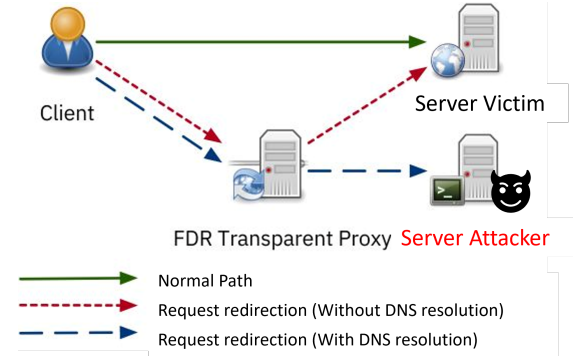 Client
Server Victim
>_
FDR Transparent Proxy
Server Attacker
Normal Path
Request redirection (Without DNS resolution)
Request redirection (With DNS resolution)